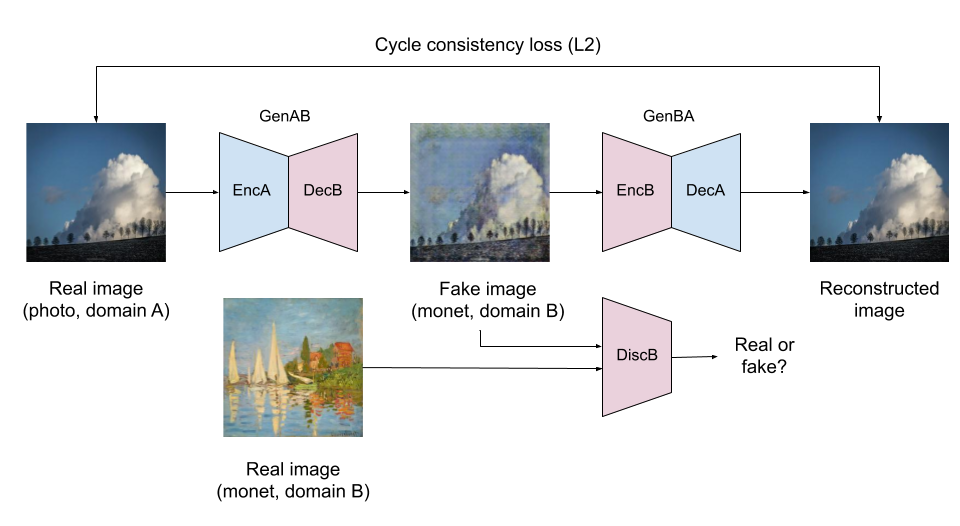 Cycle consistency loss (L2)
GenAB
GenBA
EncA
DecB
EncB
DecA
Real image
(photo, domain A)
Fake image
(monet, domain B)
Reconstructed
image
DiscB
Real or
fake?
Real image
(monet, domain B)